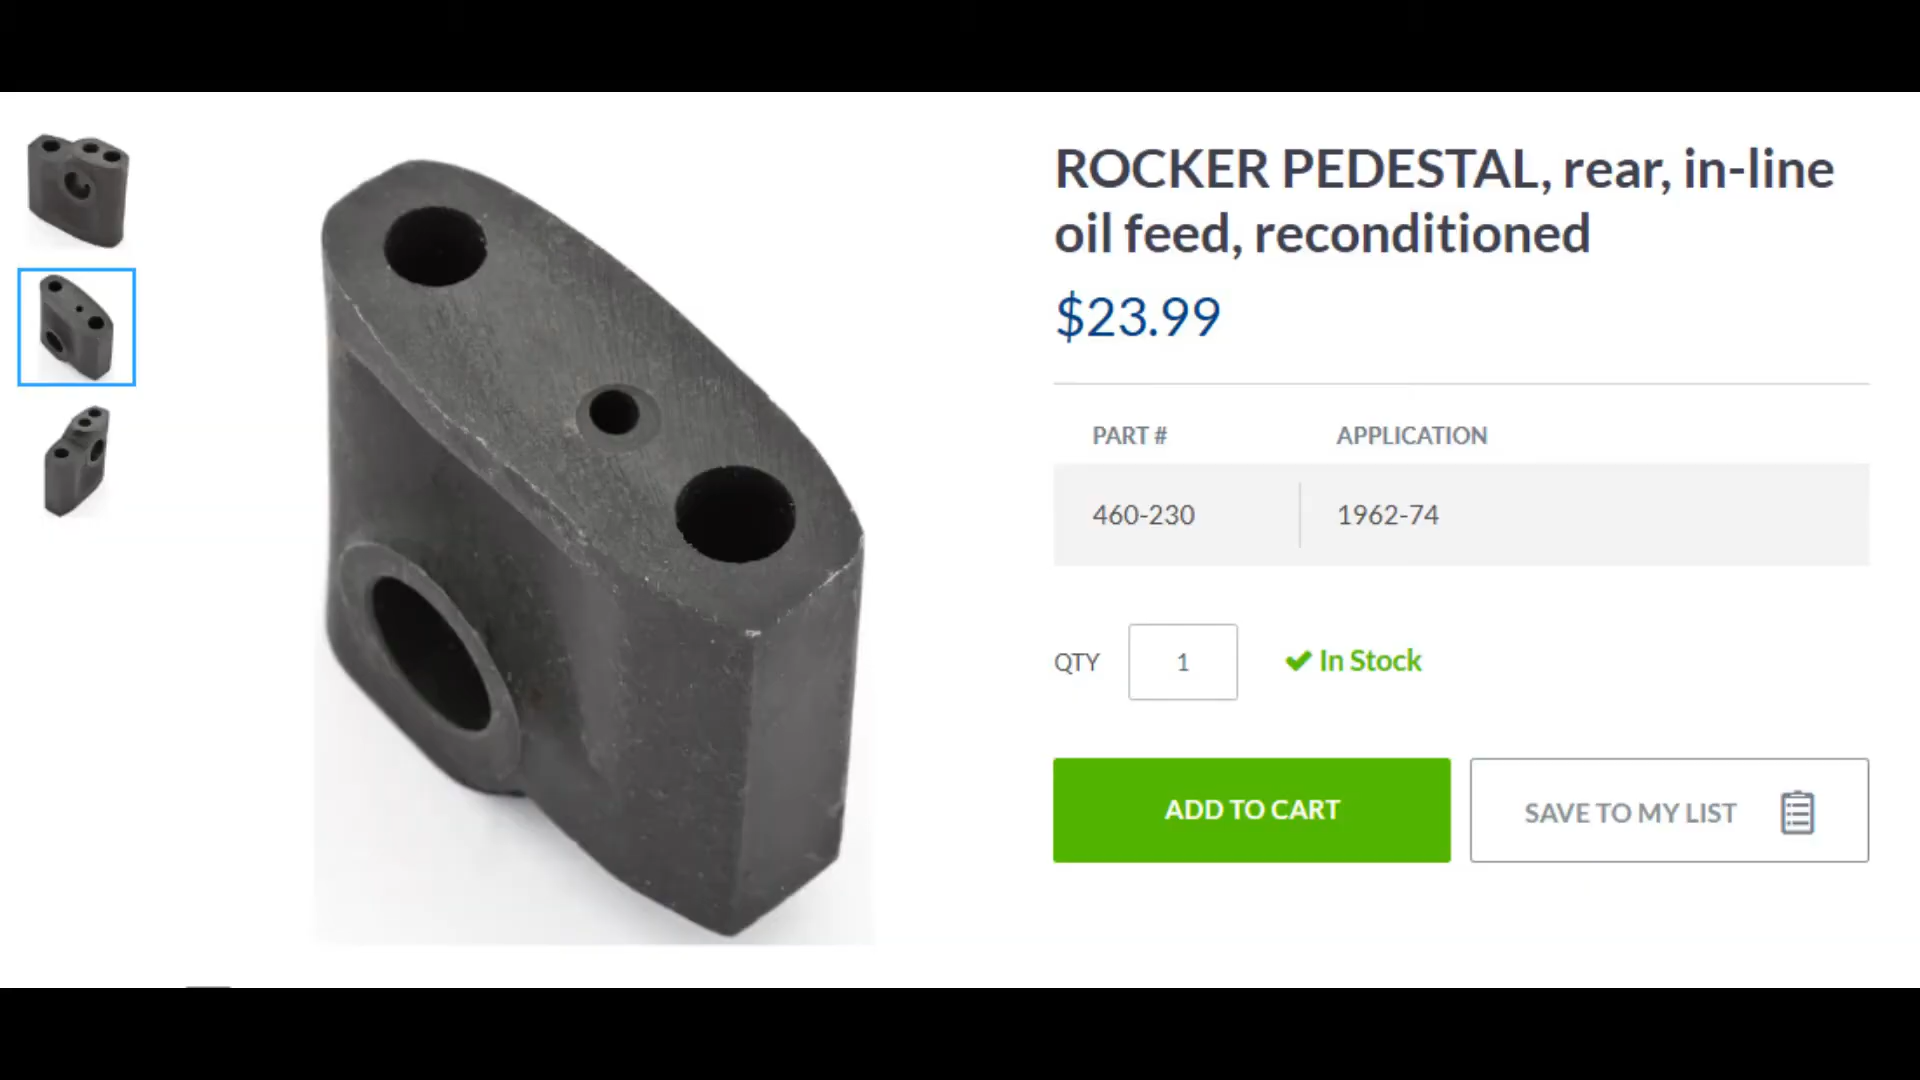 ROCKER PEDESTAL, rear, in-line
oil feed, reconditioned
$23.99
PART # APPLICATION
460-230 1962-74
QTY 1 In Stock
ADD TO CART SAVE TO MY LIST